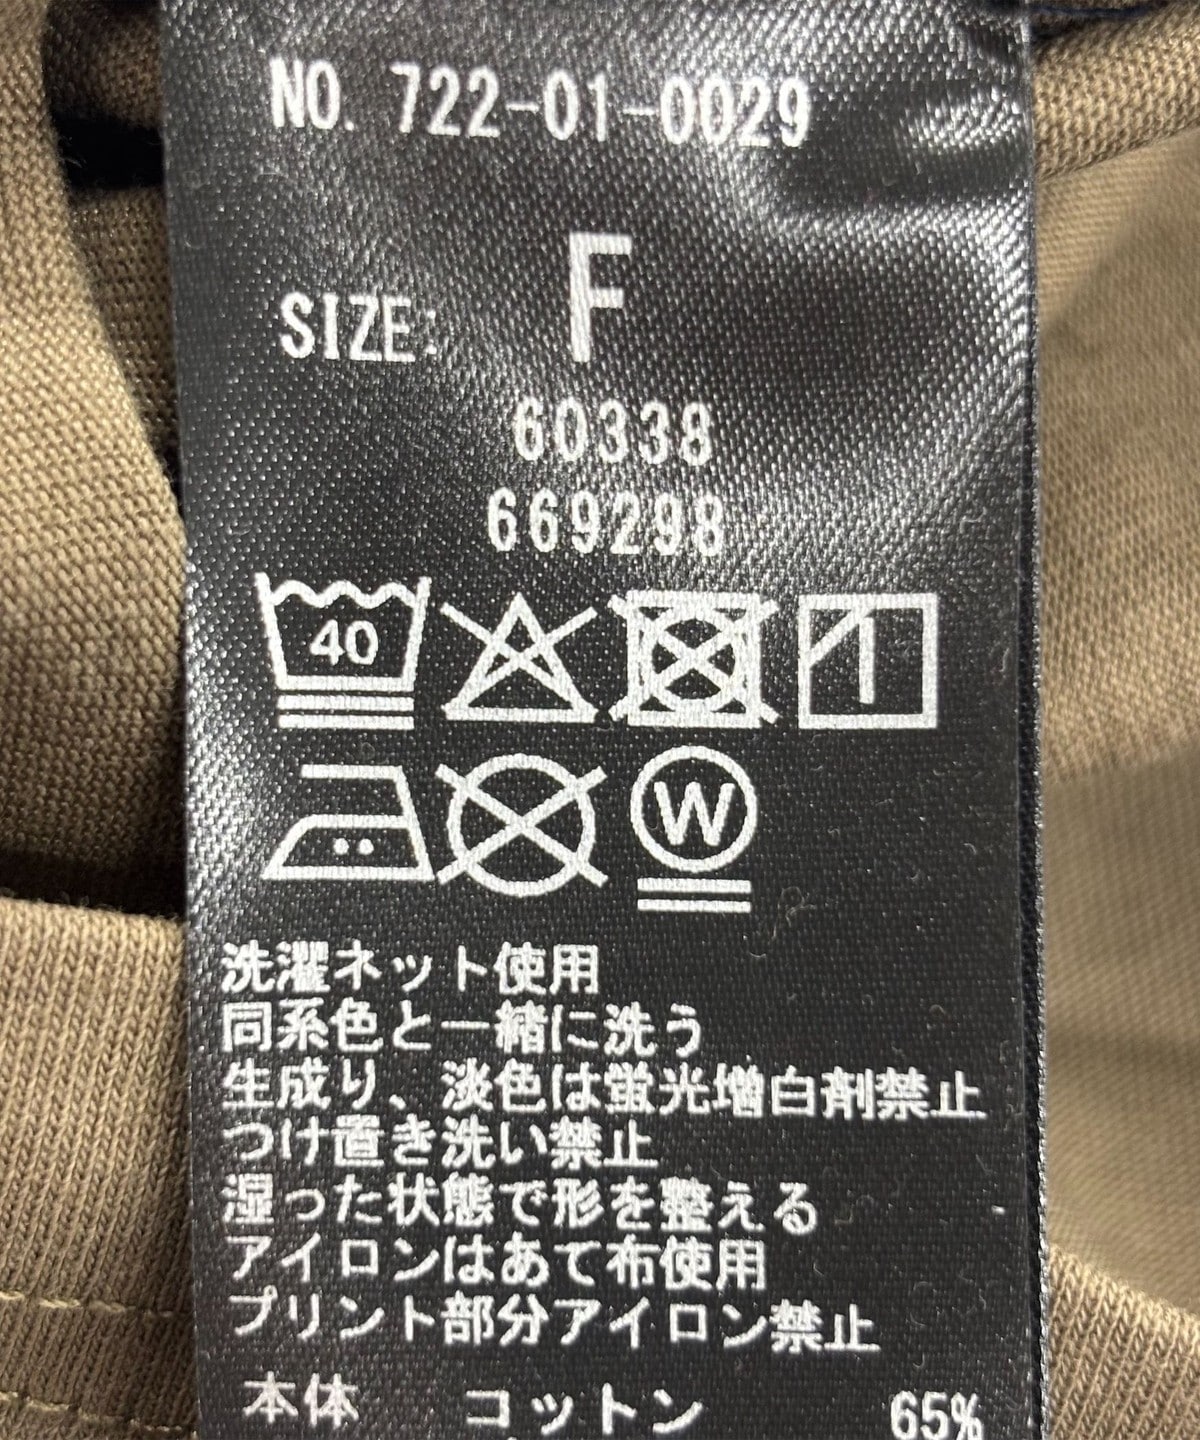 NO. 722-01-0029
SIZE: F
60338
669298
40
W
洗濯ネット使用
同系色と一緒に洗う
生成り、淡色は蛍光増白剤禁止
つけ置き洗い禁止
湿った状態で形を整える
アイロンはあて布使用
プリント部分アイロン禁止
本体 コットン 65%